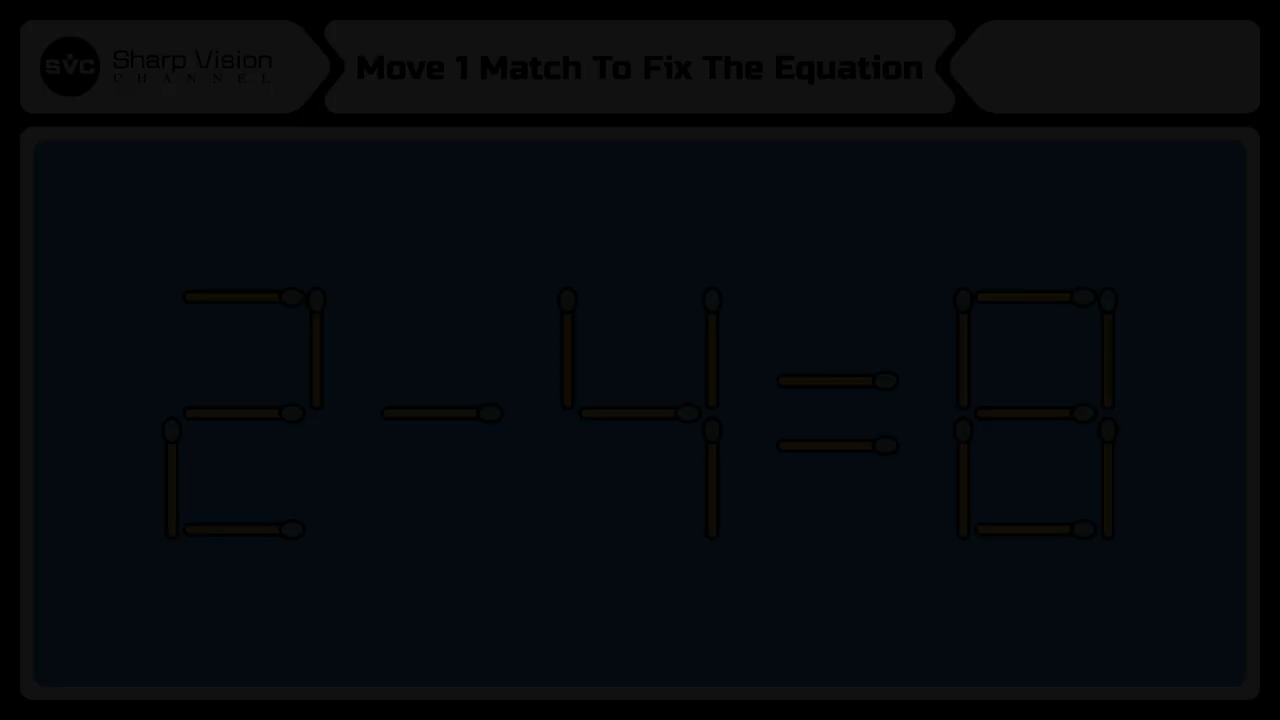 SVC
Sharp Vision
CHANNEL
Move 1 Match To Fix The Equation
2-4=8